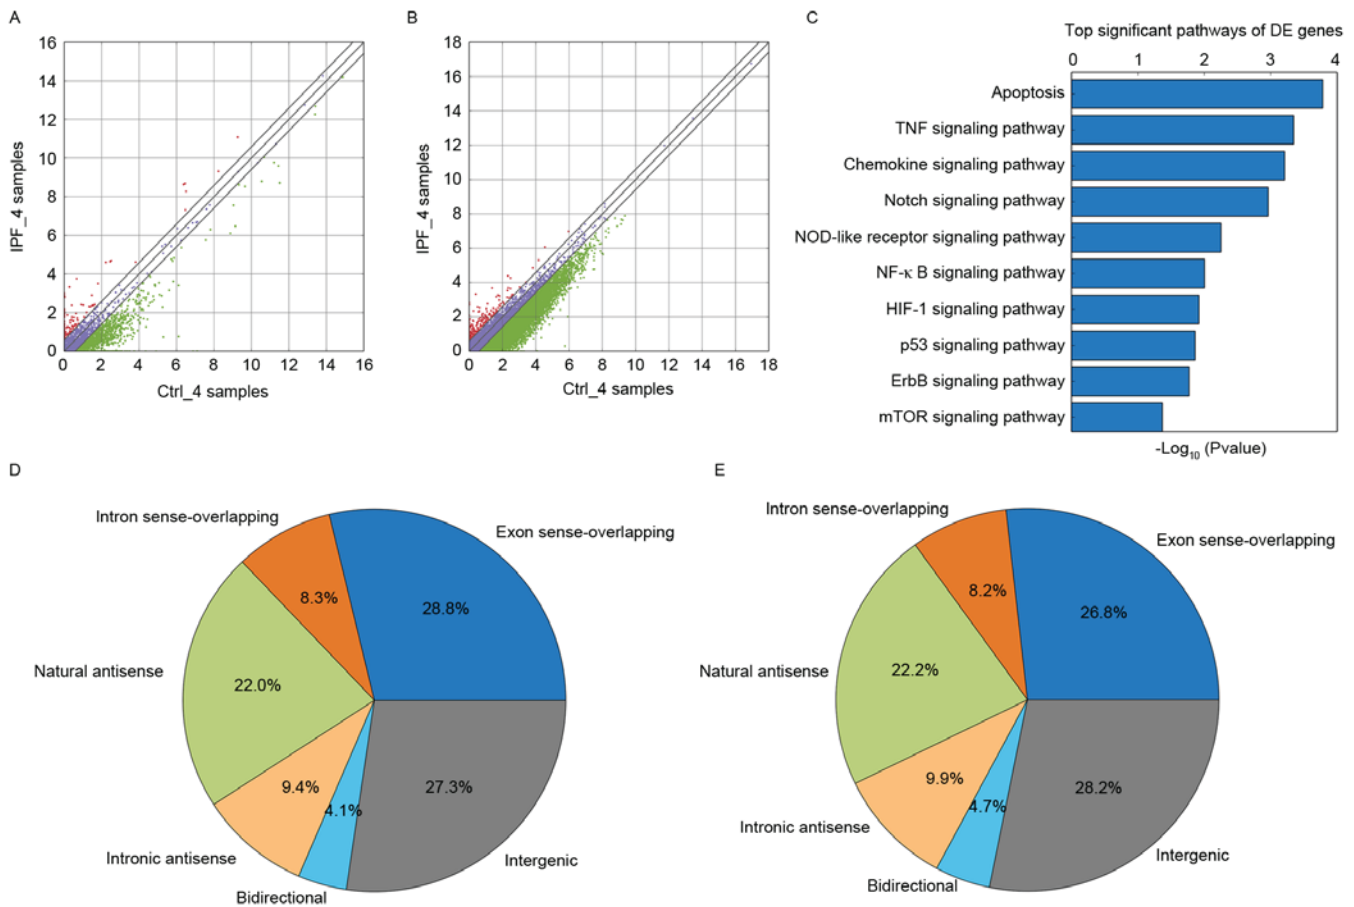 A
B
C
16
14
12
10
8
6
4
2
0
IPF_4 samples
0 2 4 6 8 10 12 14 16
Ctrl_4 samples
18
16
14
12
10
8
6
4
2
0
IPF_4 samples
0 2 4 6 8 10 12 14 16 18
Ctrl_4 samples
Top significant pathways of DE genes
0 1 2 3 4
Apoptosis
TNF signaling pathway
Chemokine signaling pathway
Notch signaling pathway
NOD-like receptor signaling pathway
NF-κ B signaling pathway
HIF-1 signaling pathway
p53 signaling pathway
ErbB signaling pathway
mTOR signaling pathway
-Log₁₀ (Pvalue)
D
Intron sense-overlapping
Exon sense-overlapping
8.3%
28.8%
Natural antisense
22.0%
9.4%
4.1%
27.3%
Intronic antisense
Intergenic
Bidirectional
E
Intron sense-overlapping
Exon sense-overlapping
8.2%
26.8%
Natural antisense
22.2%
9.9%
4.7%
28.2%
Intronic antisense
Intergenic
Bidirectional